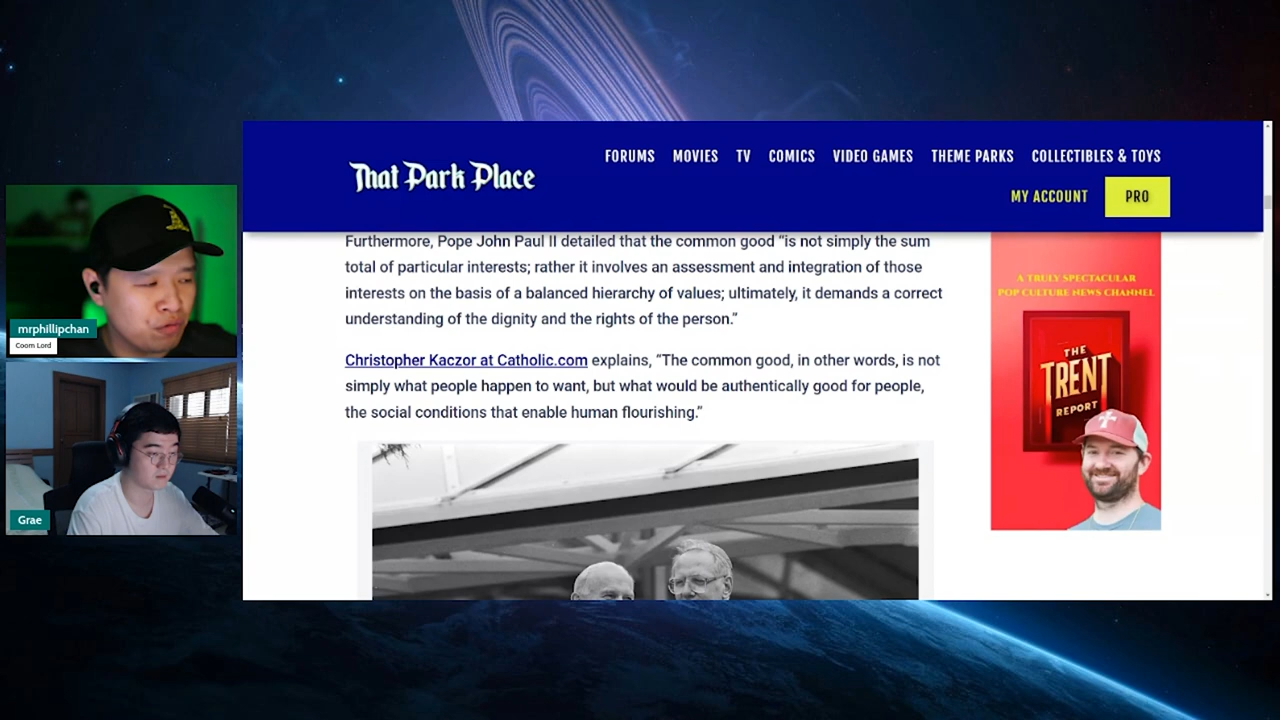 That Park Place
FORUMS MOVIES TV COMICS VIDEO GAMES THEME PARKS COLLECTIBLES & TOYS
MY ACCOUNT PRO
Furthermore, Pope John Paul II detailed that the common good “is not simply the sum
total of particular interests; rather it involves an assessment and integration of those
interests on the basis of a balanced hierarchy of values; ultimately, it demands a correct
understanding of the dignity and the rights of the person.”
Christopher Kaczor at Catholic.com explains, “The common good, in other words, is not
simply what people happen to want, but what would be authentically good for people,
the social conditions that enable human flourishing.”
A TRULY SPECTACULAR
POP CULTURE NEWS CHANNEL
THE
TRENT
REPORT
mrphillipchan
Coom Lord
Grae